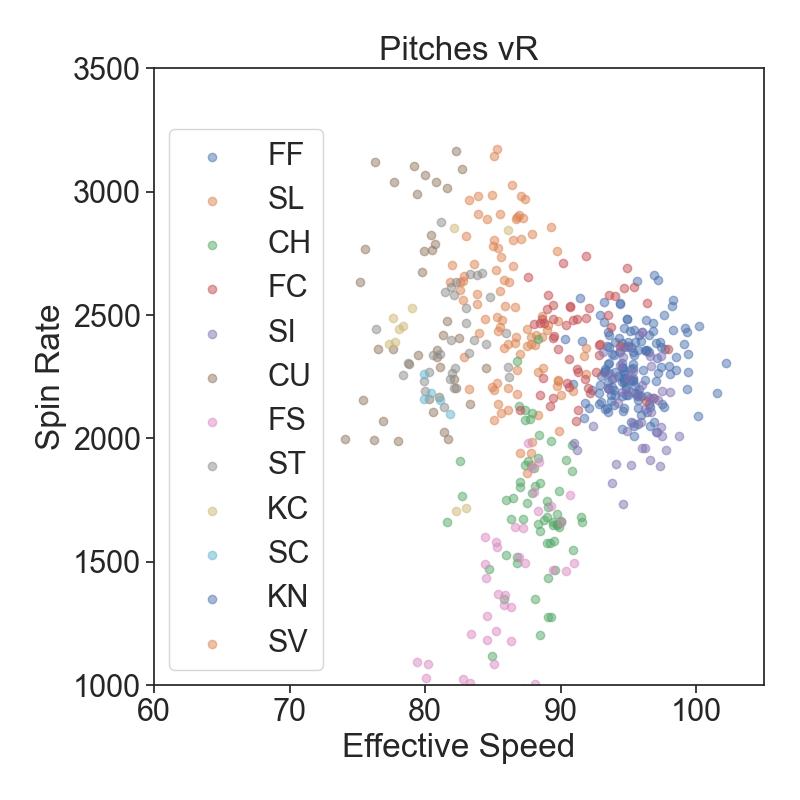 Pitches vR
3500
3000
2500
2000
1500
1000
Spin Rate
FF
SL
CH
FC
SI
CU
FS
ST
KC
SC
KN
SV
60 70 80 90 100
Effective Speed